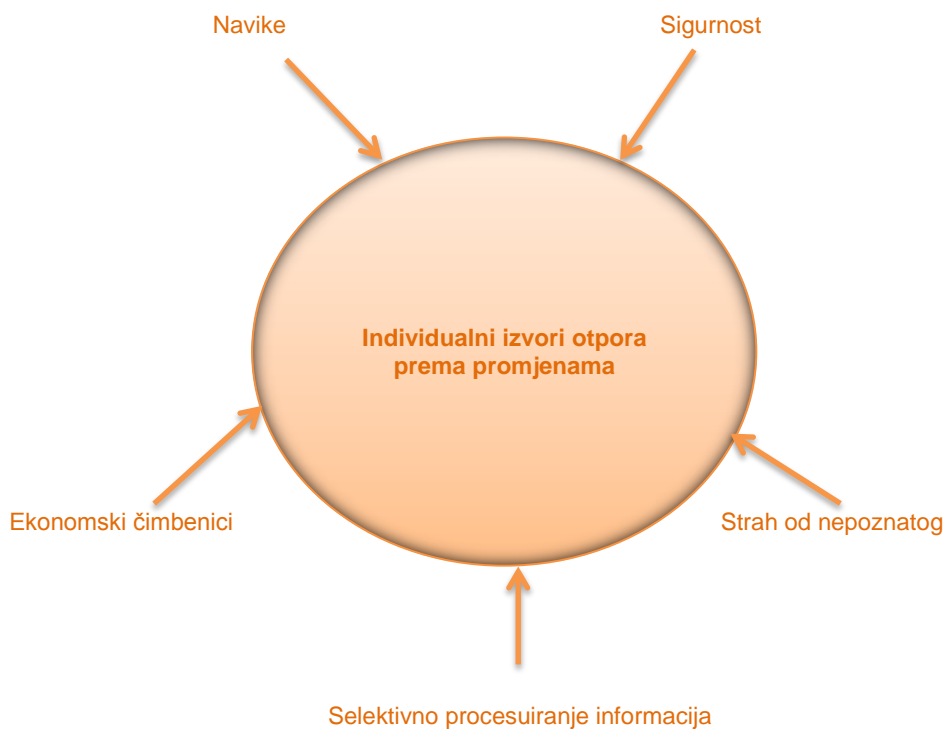 Navike
Sigurnost
Individualni izvori otpora
prema promjenama
Ekonomski čimbenici
Strah od nepoznatog
Selektivno procesuiranje informacija